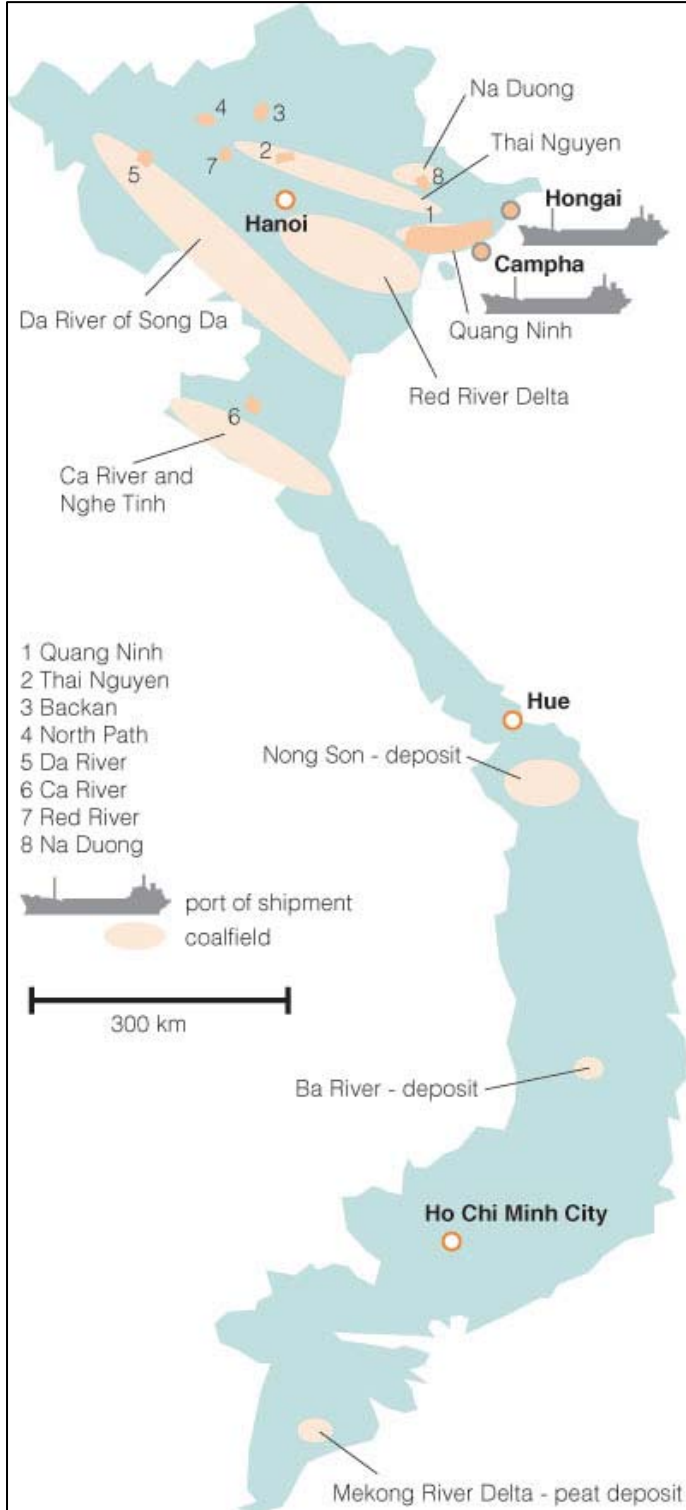 Na Duong
4
3
Thai Nguyen
5
7
2
8
Hongai
Hanoi
1
Campha
Da River of Song Da
Quang Ninh
Red River Delta
6
Ca River and
Nghe Tinh
1 Quang Ninh
2 Thai Nguyen
3 Backan
4 North Path
5 Da River
6 Ca River
7 Red River
8 Na Duong
Hue
Nong Son - deposit
port of shipment
coalfield
300 km
Ba River - deposit
Ho Chi Minh City
Mekong River Delta - peat deposit